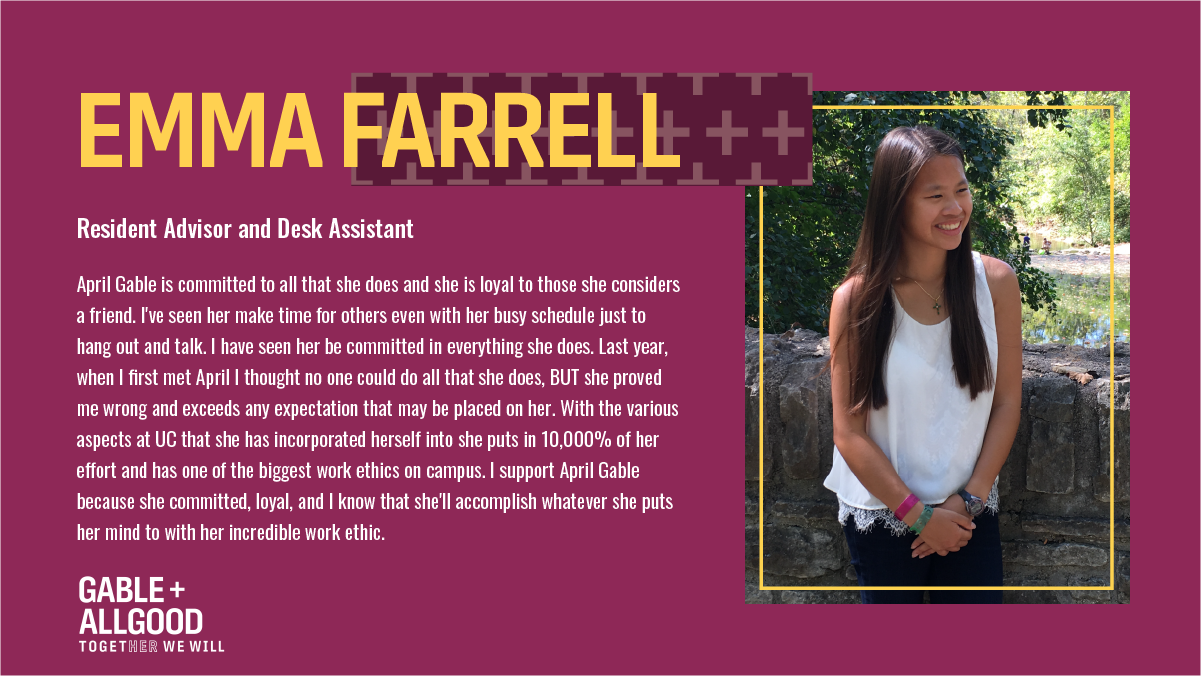 EMMA FARRELL
Resident Advisor and Desk Assistant
April Gable is committed to all that she does and she is loyal to those she considers
a friend. I've seen her make time for others even with her busy schedule just to
hang out and talk. I have seen her be committed in everything she does. Last year,
when I first met April I thought no one could do all that she does, BUT she proved
me wrong and exceeds any expectation that may be placed on her. With the various
aspects at UC that she has incorporated herself into she puts in 10,000% of her
effort and has one of the biggest work ethics on campus. I support April Gable
because she committed, loyal, and I know that she'll accomplish whatever she puts
her mind to with her incredible work ethic.
GABLE +
ALLGOOD
TOGETHER WE WILL